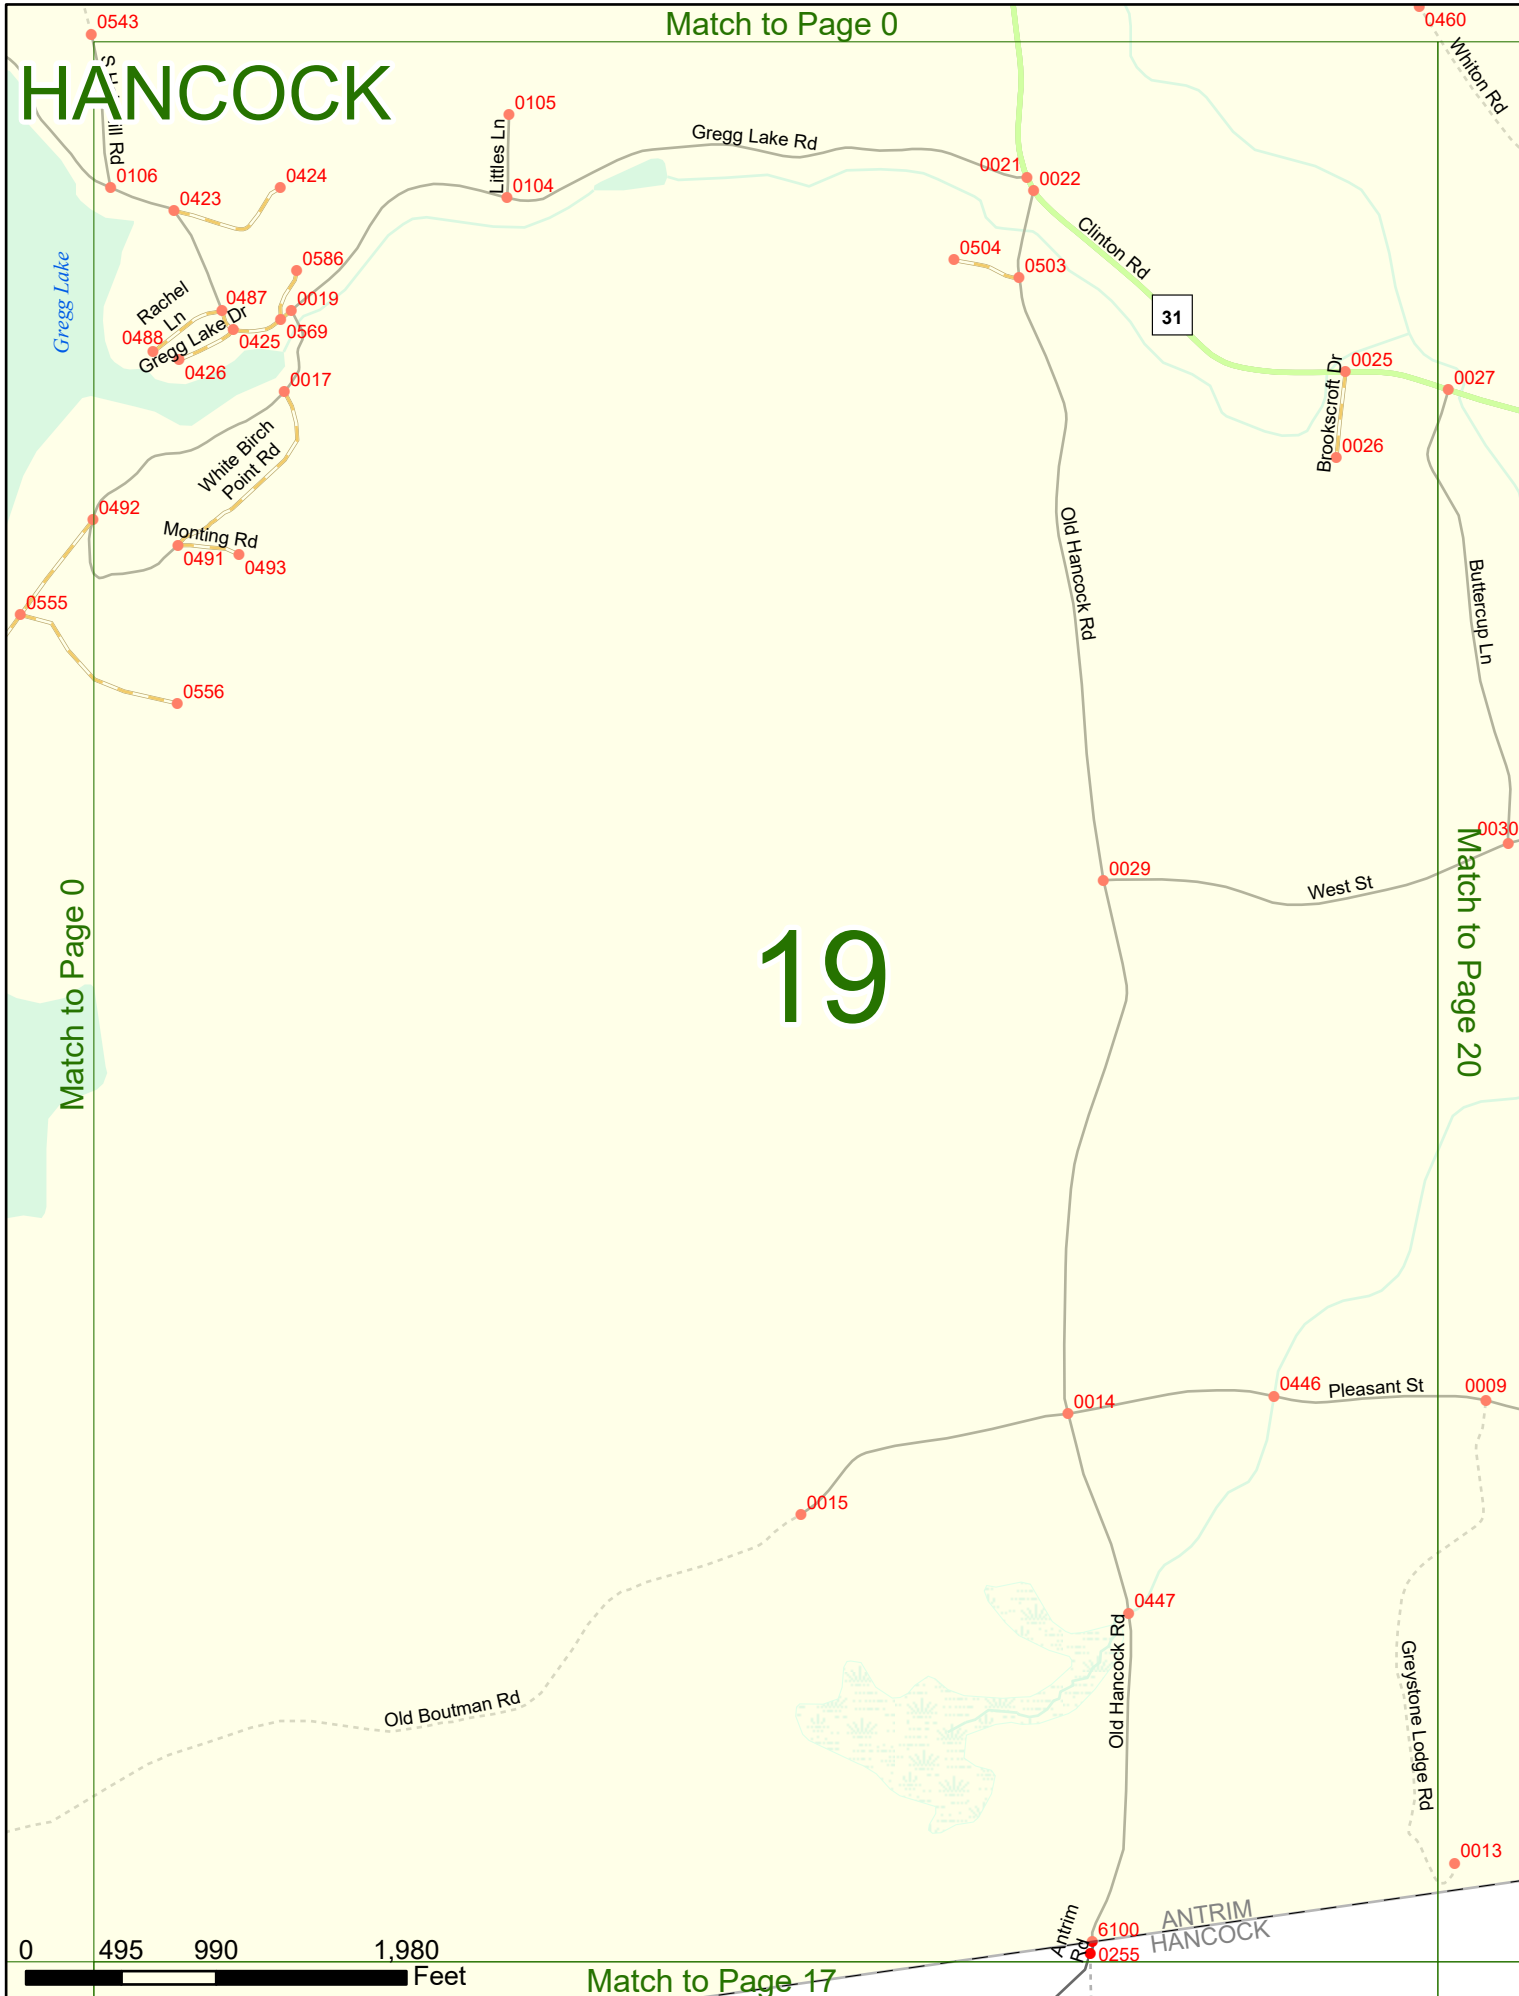 Match to Page 0
0543
0460
Whiton Rd
HANCOCK
ill Rd
0105
Littles Ln
Gregg Lake Rd
0104
0106
0423
0424
0021
0022
Clinton Rd
31
0504
0503
Gregg Lake
0586
0487
0019
Rachel
Ln
0488
Gregg Lake Dr
0425
0569
0426
0017
0025
0027
Brookscroft Dr
0026
White Birch
Point Rd
0492
Monting Rd
0491
0493
Old Hancock Rd
Buttercup Ln
0555
0556
0030
0029
West St
Match to Page 0
19
Match to Page 20
0446
Pleasant St
0009
0014
0015
0447
Old Hancock Rd
Greystone Lodge Rd
Old Boutman Rd
0013
Antrim
Rd
6100
0255
ANTRIM
HANCOCK
0 495 990 1,980
Feet
Match to Page 17